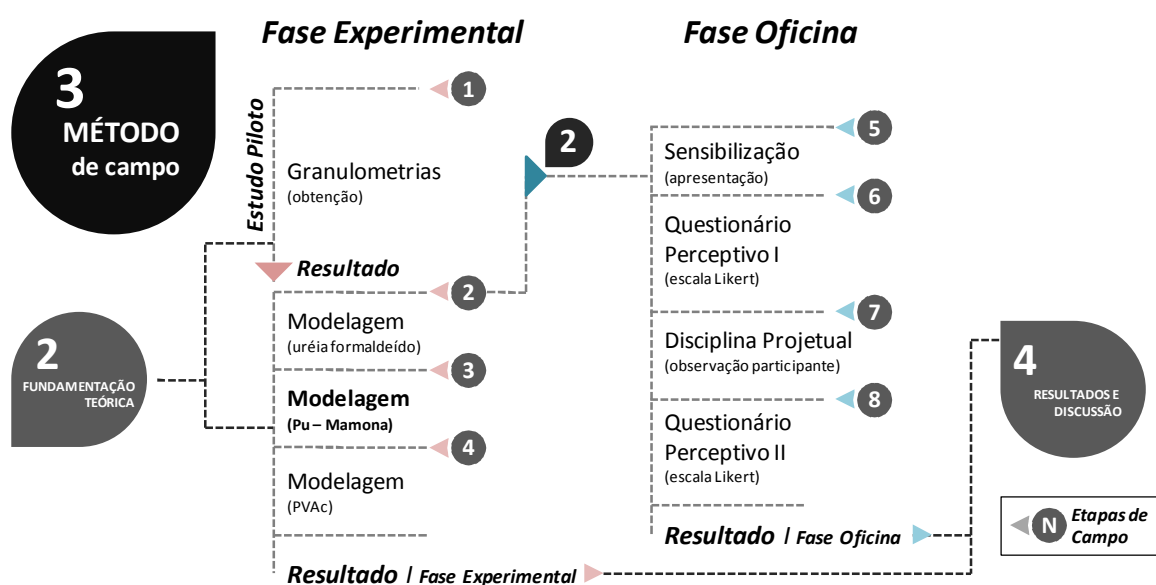 Fase Experimental
Fase Oficina
3
MÉTODO
de campo
Estudo Piloto
1
Granulometrias
(obtenção)
Resultado
2
Modelagem
(uréia formaldeído)
3
Modelagem
(Pu – Mamona)
4
Modelagem
(PVAc)
Resultado / Fase Experimental
2
FUNDAMENTAÇÃO
TEÓRICA
2
5
Sensibilização
(apresentação)
6
Questionário
Perceptivo I
(escala Likert)
7
Disciplina Projetual
(observação participante)
8
Questionário
Perceptivo II
(escala Likert)
Resultado / Fase Oficina
4
RESULTADOS E
DISCUSSÃO
N
Etapas de
Campo